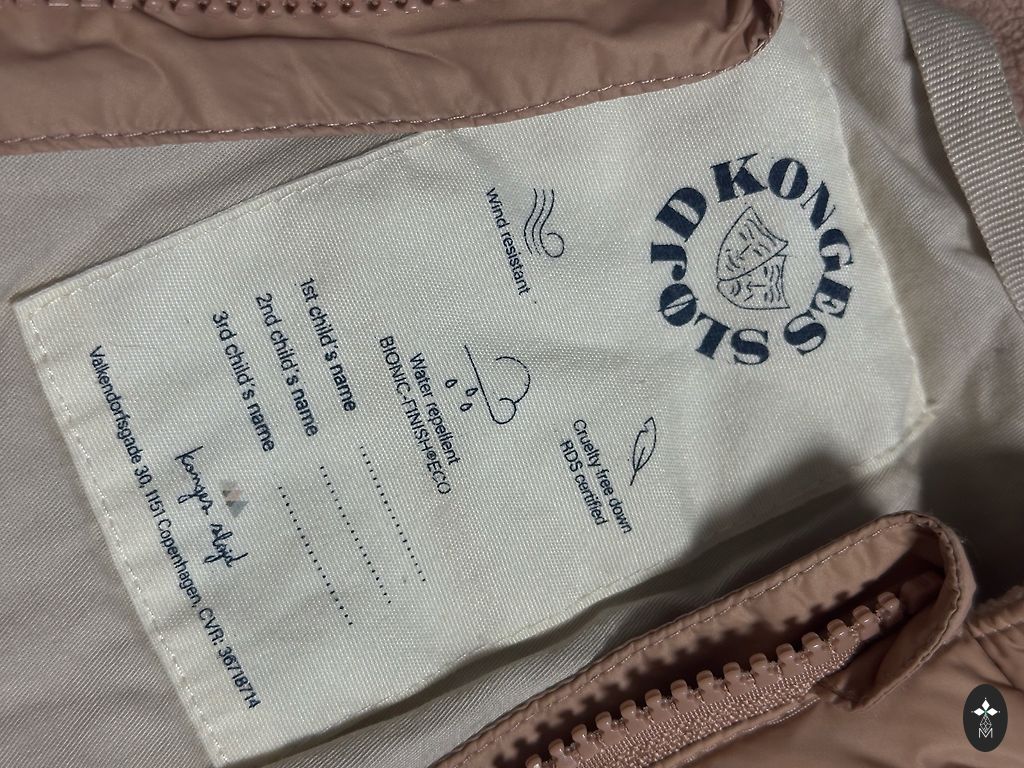 KONGES SLØJD
Wind resistant
Cruelty free down
RDS certified
Water repellent
BIONIC-FINISH®ECO
1st child's name ..................
2nd child's name ..................
3rd child's name ..................
konges sløjd
Valkendorfsgade 30, 1151 Copenhagen, CVR: 36718714
M